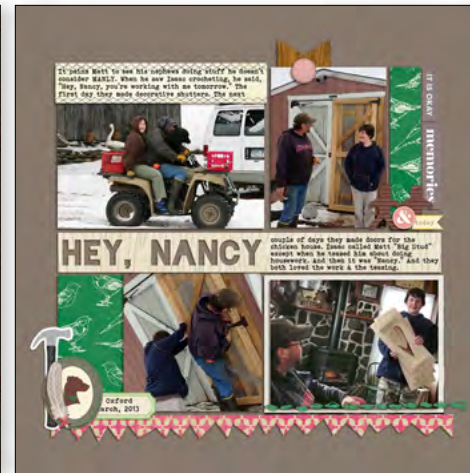 It pains Matt to see his nephews doing stuff he doesn't
consider MANLY. When he saw Isaac crocheting, he said,
"Hey, Nancy, you're working with me tomorrow." The
first day they made decorative shutters. The next
IT IS OKAY
memories
&
today
HEY, NANCY
couple of days they made doors for the
chicken house. Isaac called Matt "Big Stud"
except when he teased him about doing
housework. And then it was "Nancy." And they
both loved the work & the teasing.
Oxford
March, 2013